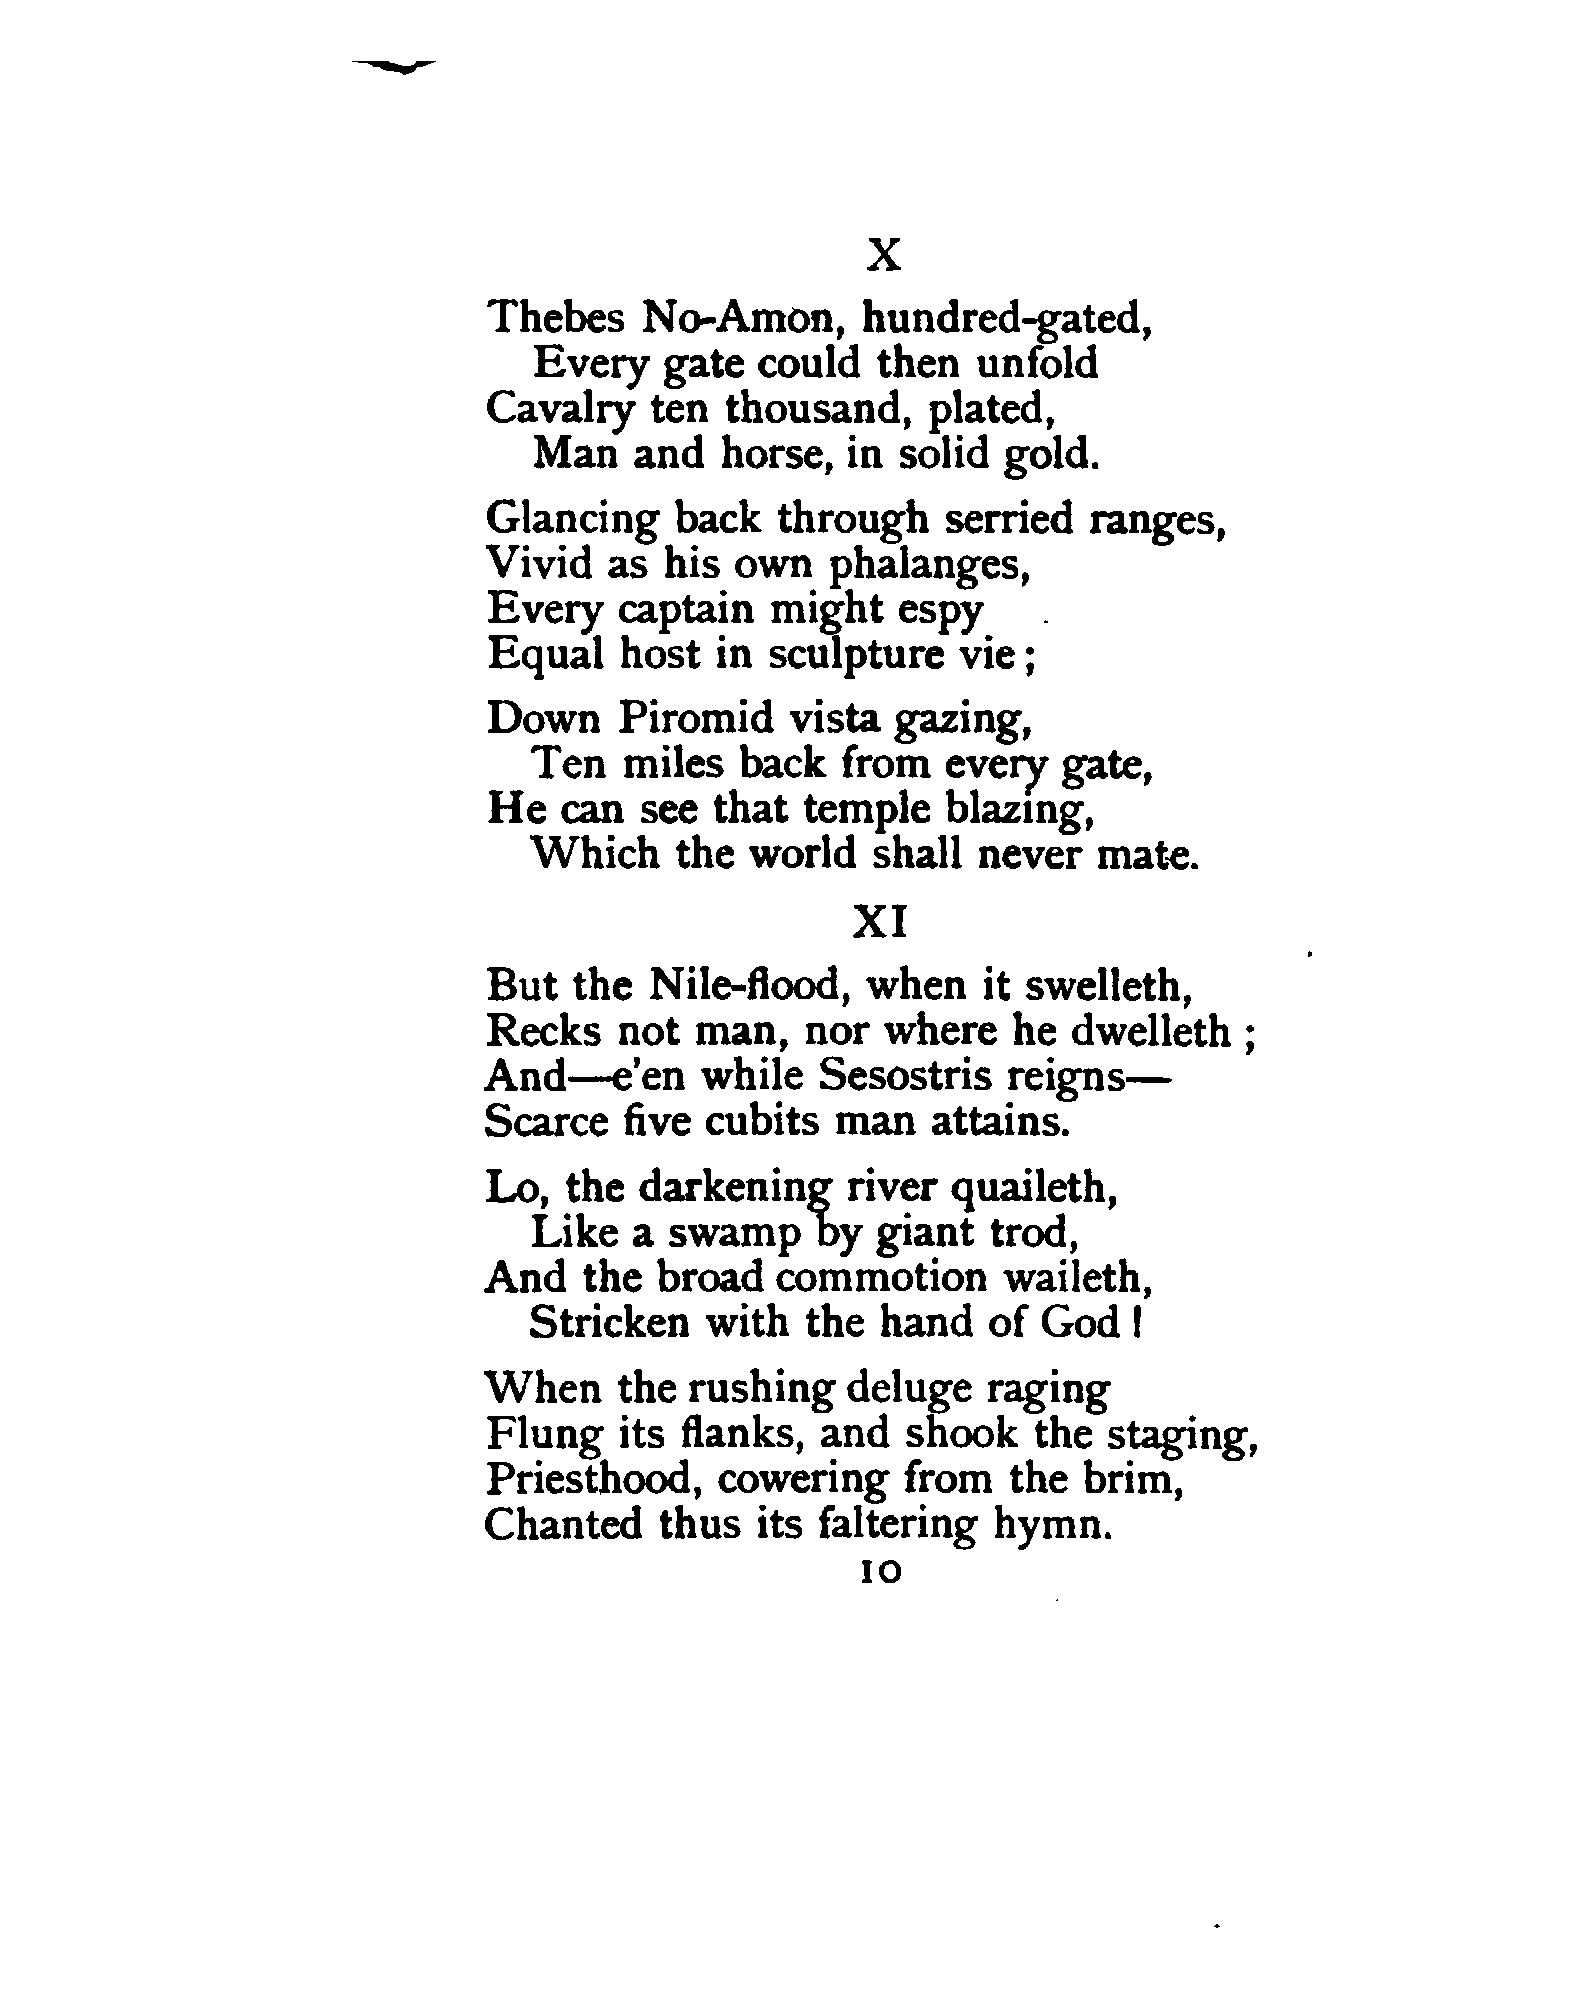 X
Thebes No-Amon, hundred-gated,
Every gate could then unfold
Cavalry ten thousand, plated,
Man and horse, in solid gold.
Glancing back through serried ranges,
Vivid as his own phalanges,
Every captain might espy
Equal host in sculpture vie;
Down Piromid vista gazing,
Ten miles back from every gate,
He can see that temple blazing,
Which the world shall never mate.
XI
But the Nile-flood, when it swelleth,
Recks not man, nor where he dwelleth;
And—e'en while Sesostris reigns—
Scarce five cubits man attains.
Lo, the darkening river quaileth,
Like a swamp by giant trod,
And the broad commotion waileth,
Stricken with the hand of God!
When the rushing deluge raging
Flung its flanks, and shook the staging,
Priesthood, cowering from the brim,
Chanted thus its faltering hymn.
10